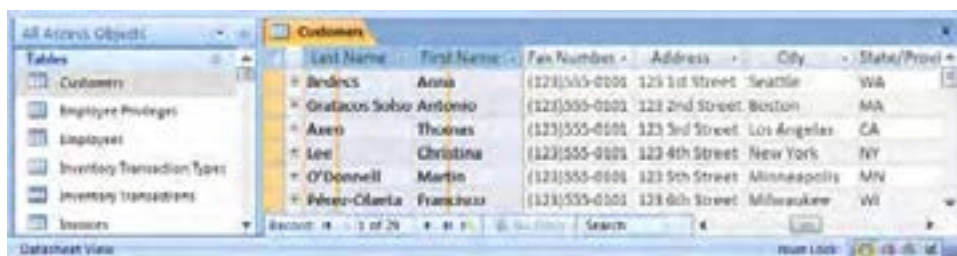 All Access Objects
Customers
Tables
Last Name First Name Fax Number Address City State/Provi
Customers
Bedecs Anna (123)555-0101 123 1st Street Seattle WA
Employee Privileges
Gratacos Solso Antonio (123)555-0101 123 2nd Street Boston MA
Employees
Axen Thomas (123)555-0101 123 3rd Street Los Angelas CA
Inventory Transaction Types
Lee Christina (123)555-0101 123 4th Street New York NY
Inventory Transactions
O'Donnell Martin (123)555-0101 123 5th Street Minneapolis MN
Invoices
Pérez-Olaeta Francisco (123)555-0101 123 6th Street Milwaukee WI
Record: 1 of 29 No Filter Search
Datasheet View Num Lock